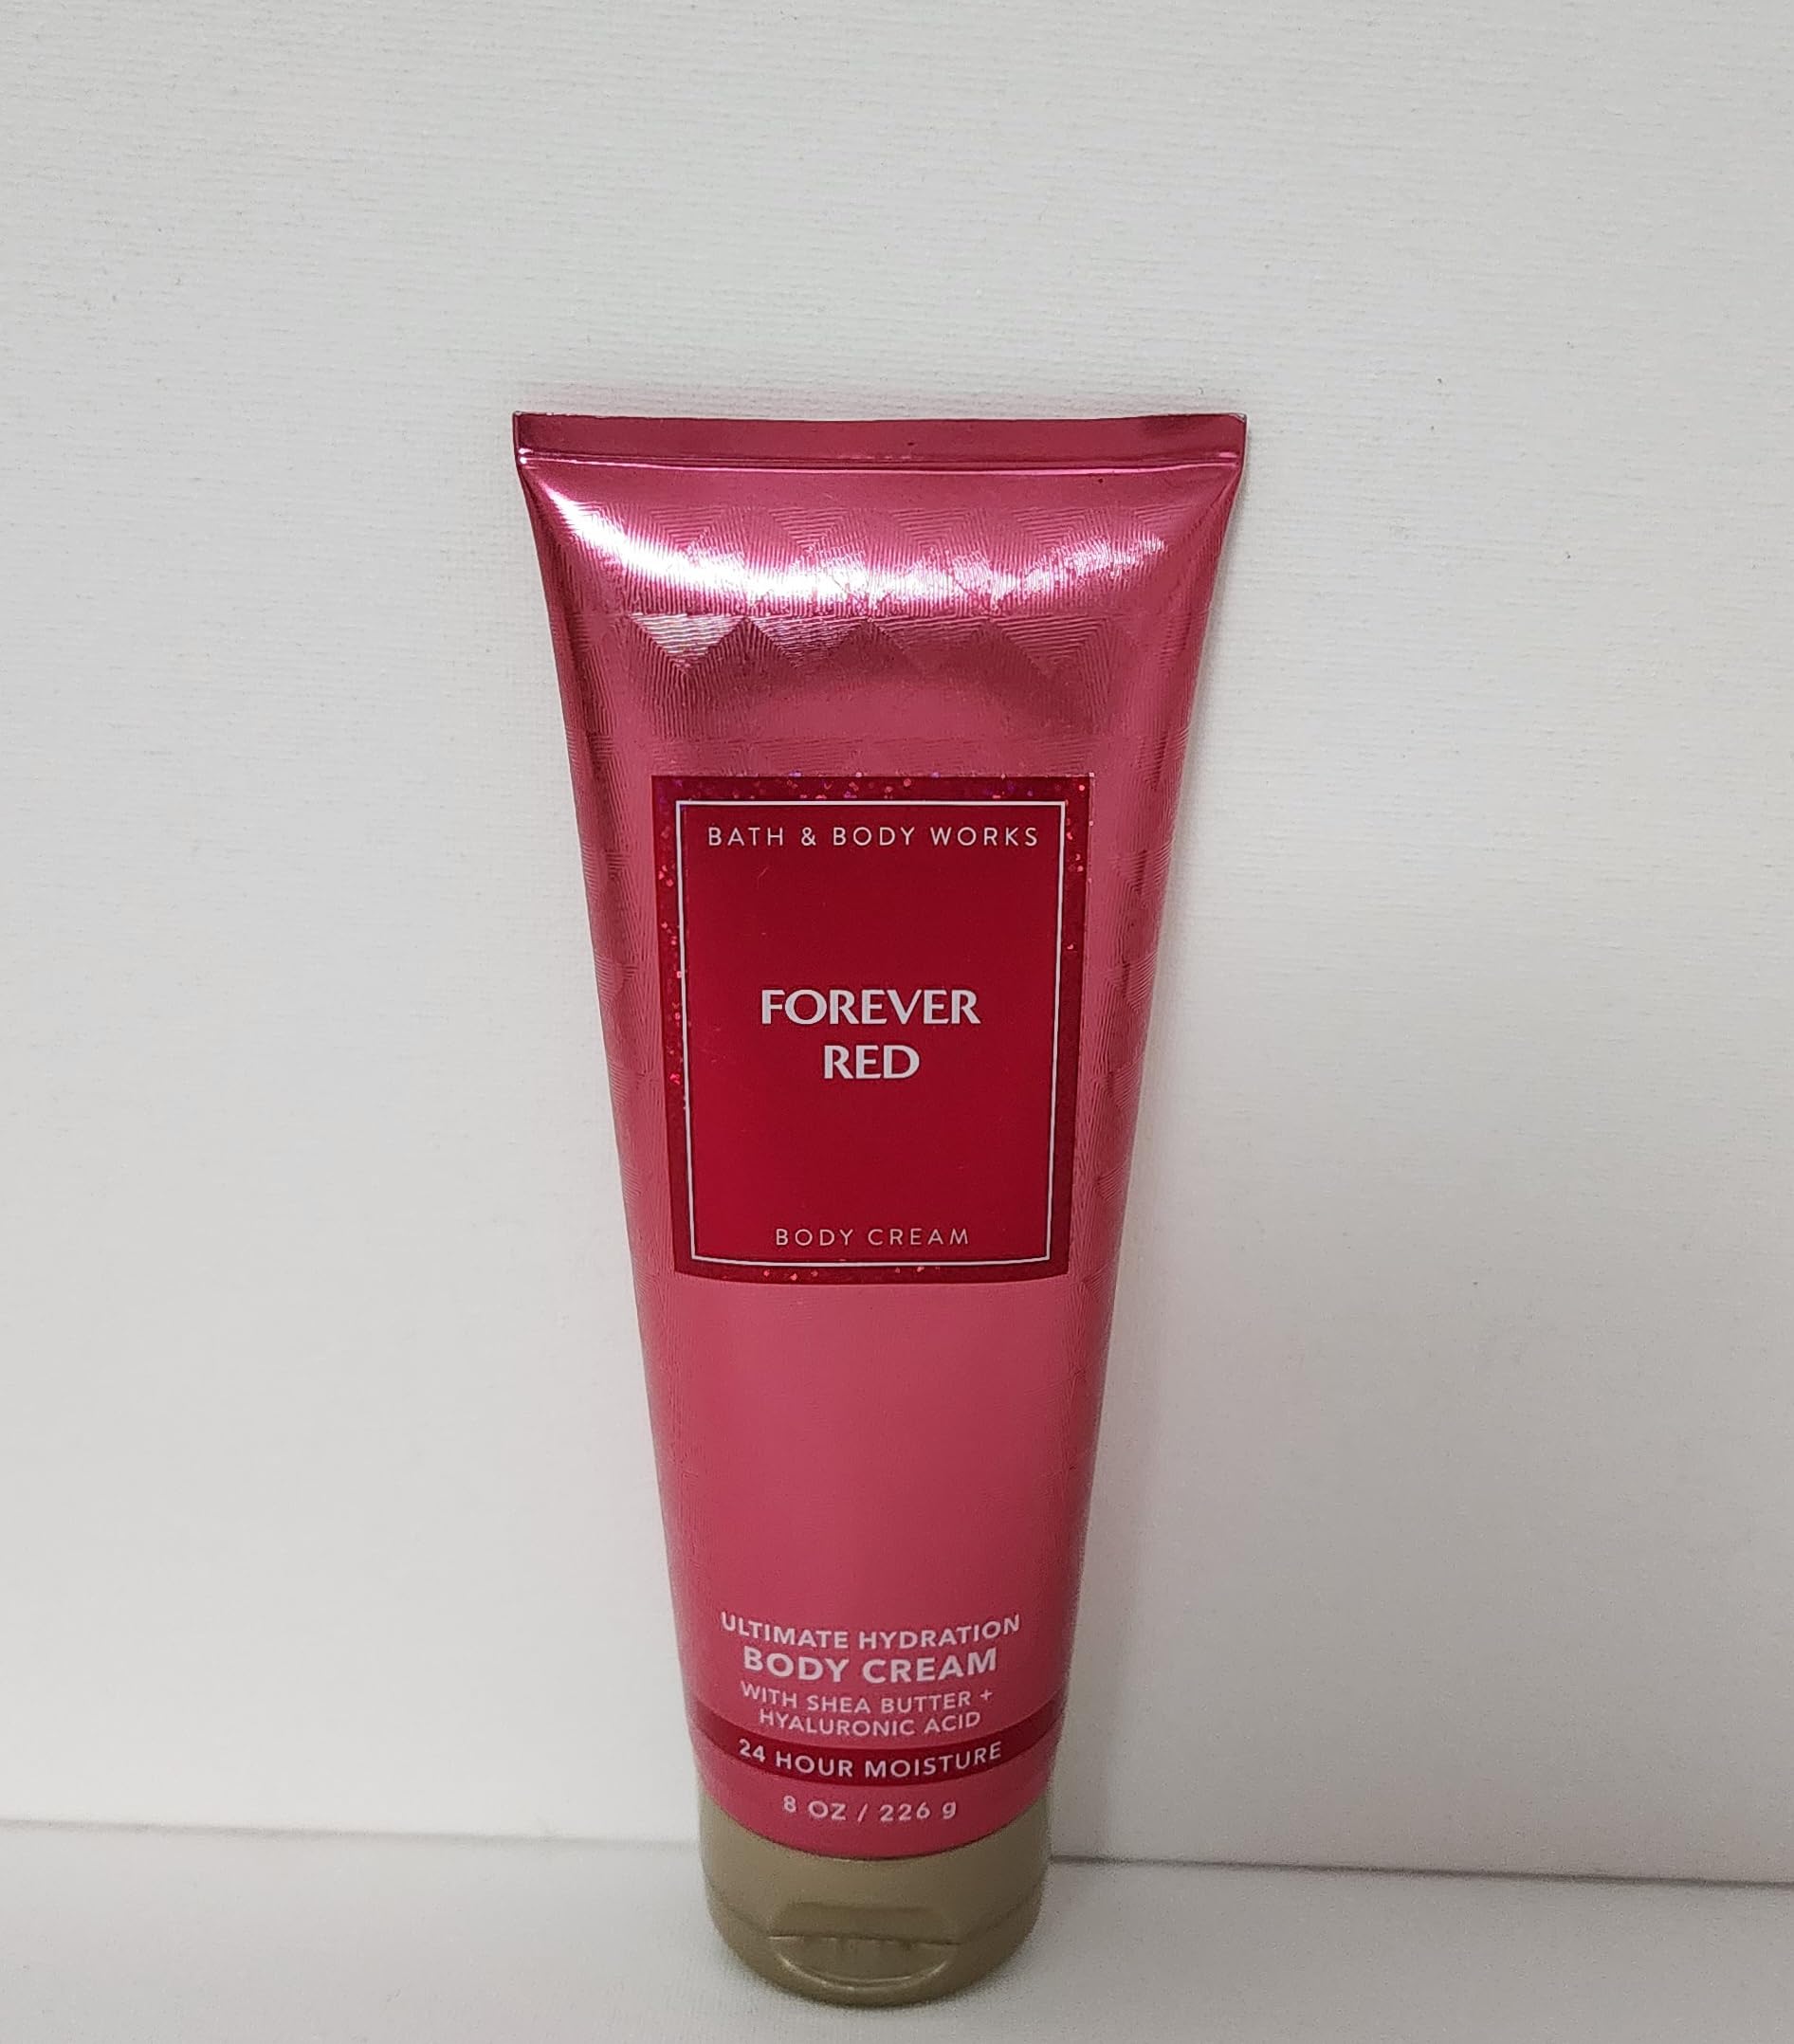 BATH & BODY WORKS
FOREVER
RED
BODY CREAM
ULTIMATE HYDRATION
BODY CREAM
WITH SHEA BUTTER +
HYALURONIC ACID
24 HOUR MOISTURE
8 OZ / 226 g